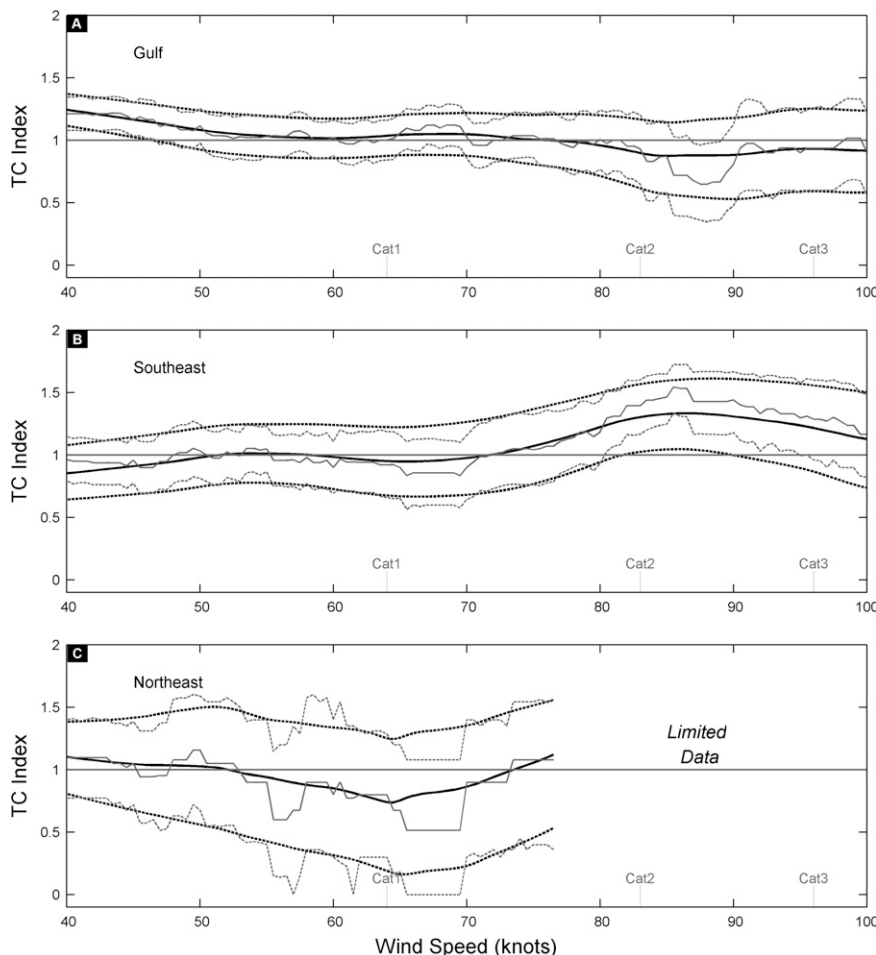 A
Gulf
TC Index
2
1.5
1
0.5
0
Cat1 Cat2 Cat3
40 50 60 70 80 90 100
B
Southeast
TC Index
2
1.5
1
0.5
0
Cat1 Cat2 Cat3
40 50 60 70 80 90 100
C
Northeast
TC Index
2
1.5
1
0.5
0
Limited
Data
Cat1 Cat2 Cat3
40 50 60 70 80 90 100
Wind Speed (knots)